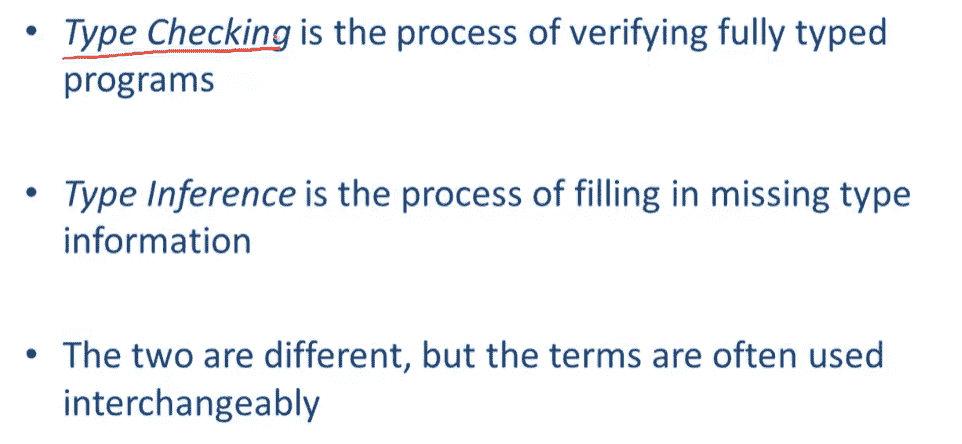 • Type Checking is the process of verifying fully typed
programs
• Type Inference is the process of filling in missing type
information
• The two are different, but the terms are often used
interchangeably